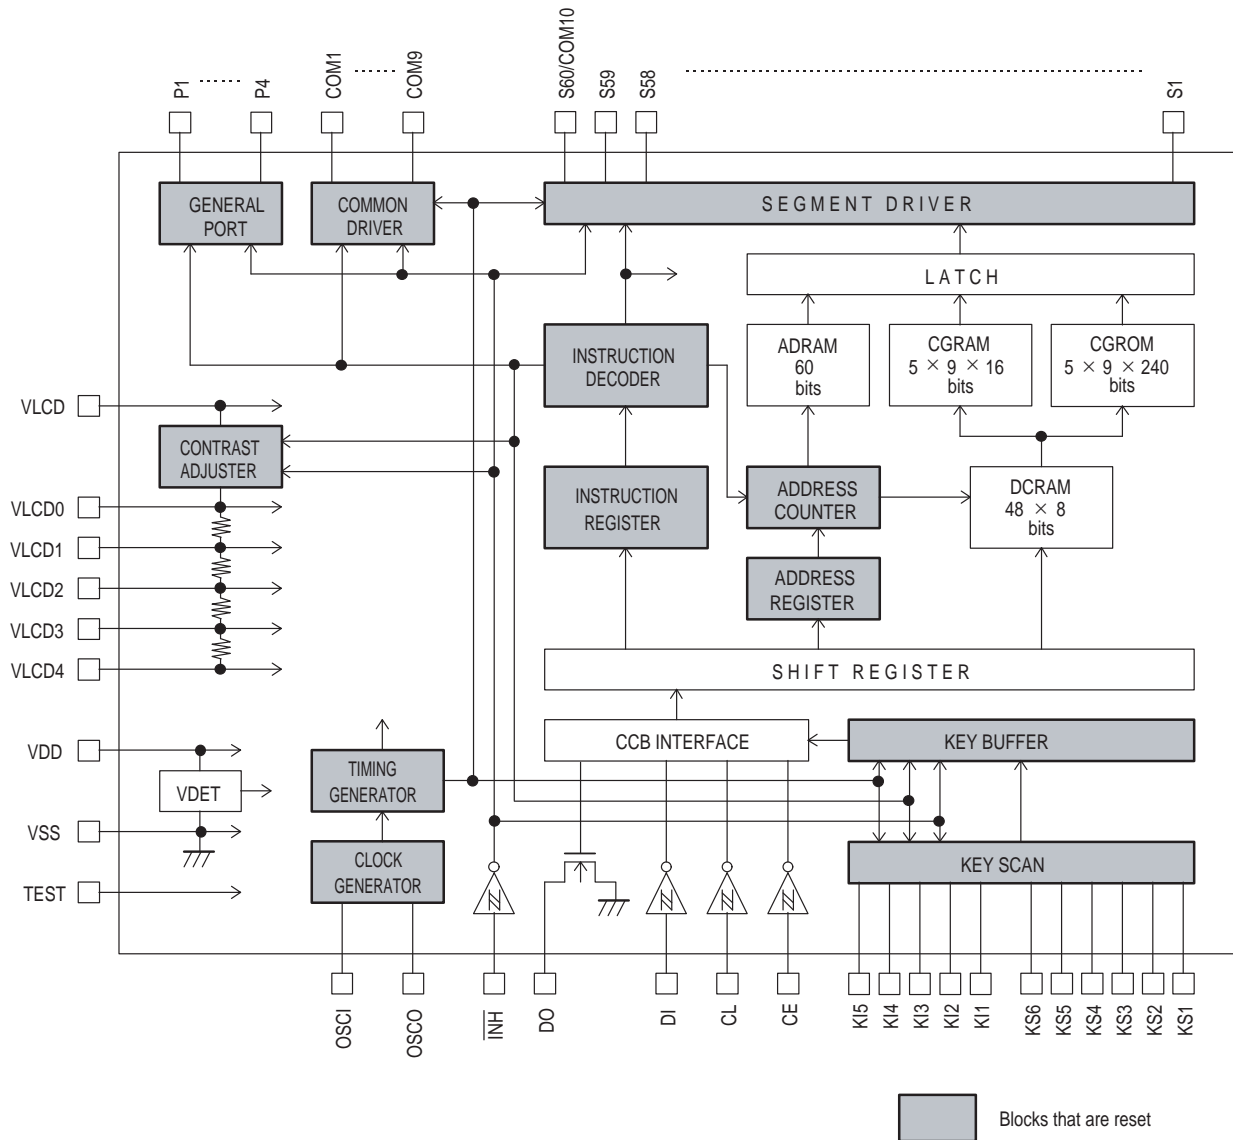 P1
P4
COM1
COM9
S60/COM10
S59
S58
S1
GENERAL
PORT
COMMON
DRIVER
SEGMENT DRIVER
LATCH
INSTRUCTION
DECODER
ADRAM
60
bits
CGRAM
5 × 9 × 16
bits
CGROM
5 × 9 × 240
bits
VLCD
CONTRAST
ADJUSTER
INSTRUCTION
REGISTER
ADDRESS
COUNTER
DCRAM
48 × 8
bits
VLCD0
VLCD1
VLCD2
VLCD3
VLCD4
ADDRESS
REGISTER
SHIFT REGISTER
VDD
VDET
VSS
TEST
TIMING
GENERATOR
CLOCK
GENERATOR
CCB INTERFACE
KEY BUFFER
KEY SCAN
OSCI
OSCO
INH
DO
DI
CL
CE
KI5
KI4
KI3
KI2
KI1
KS6
KS5
KS4
KS3
KS2
KS1
Blocks that are reset